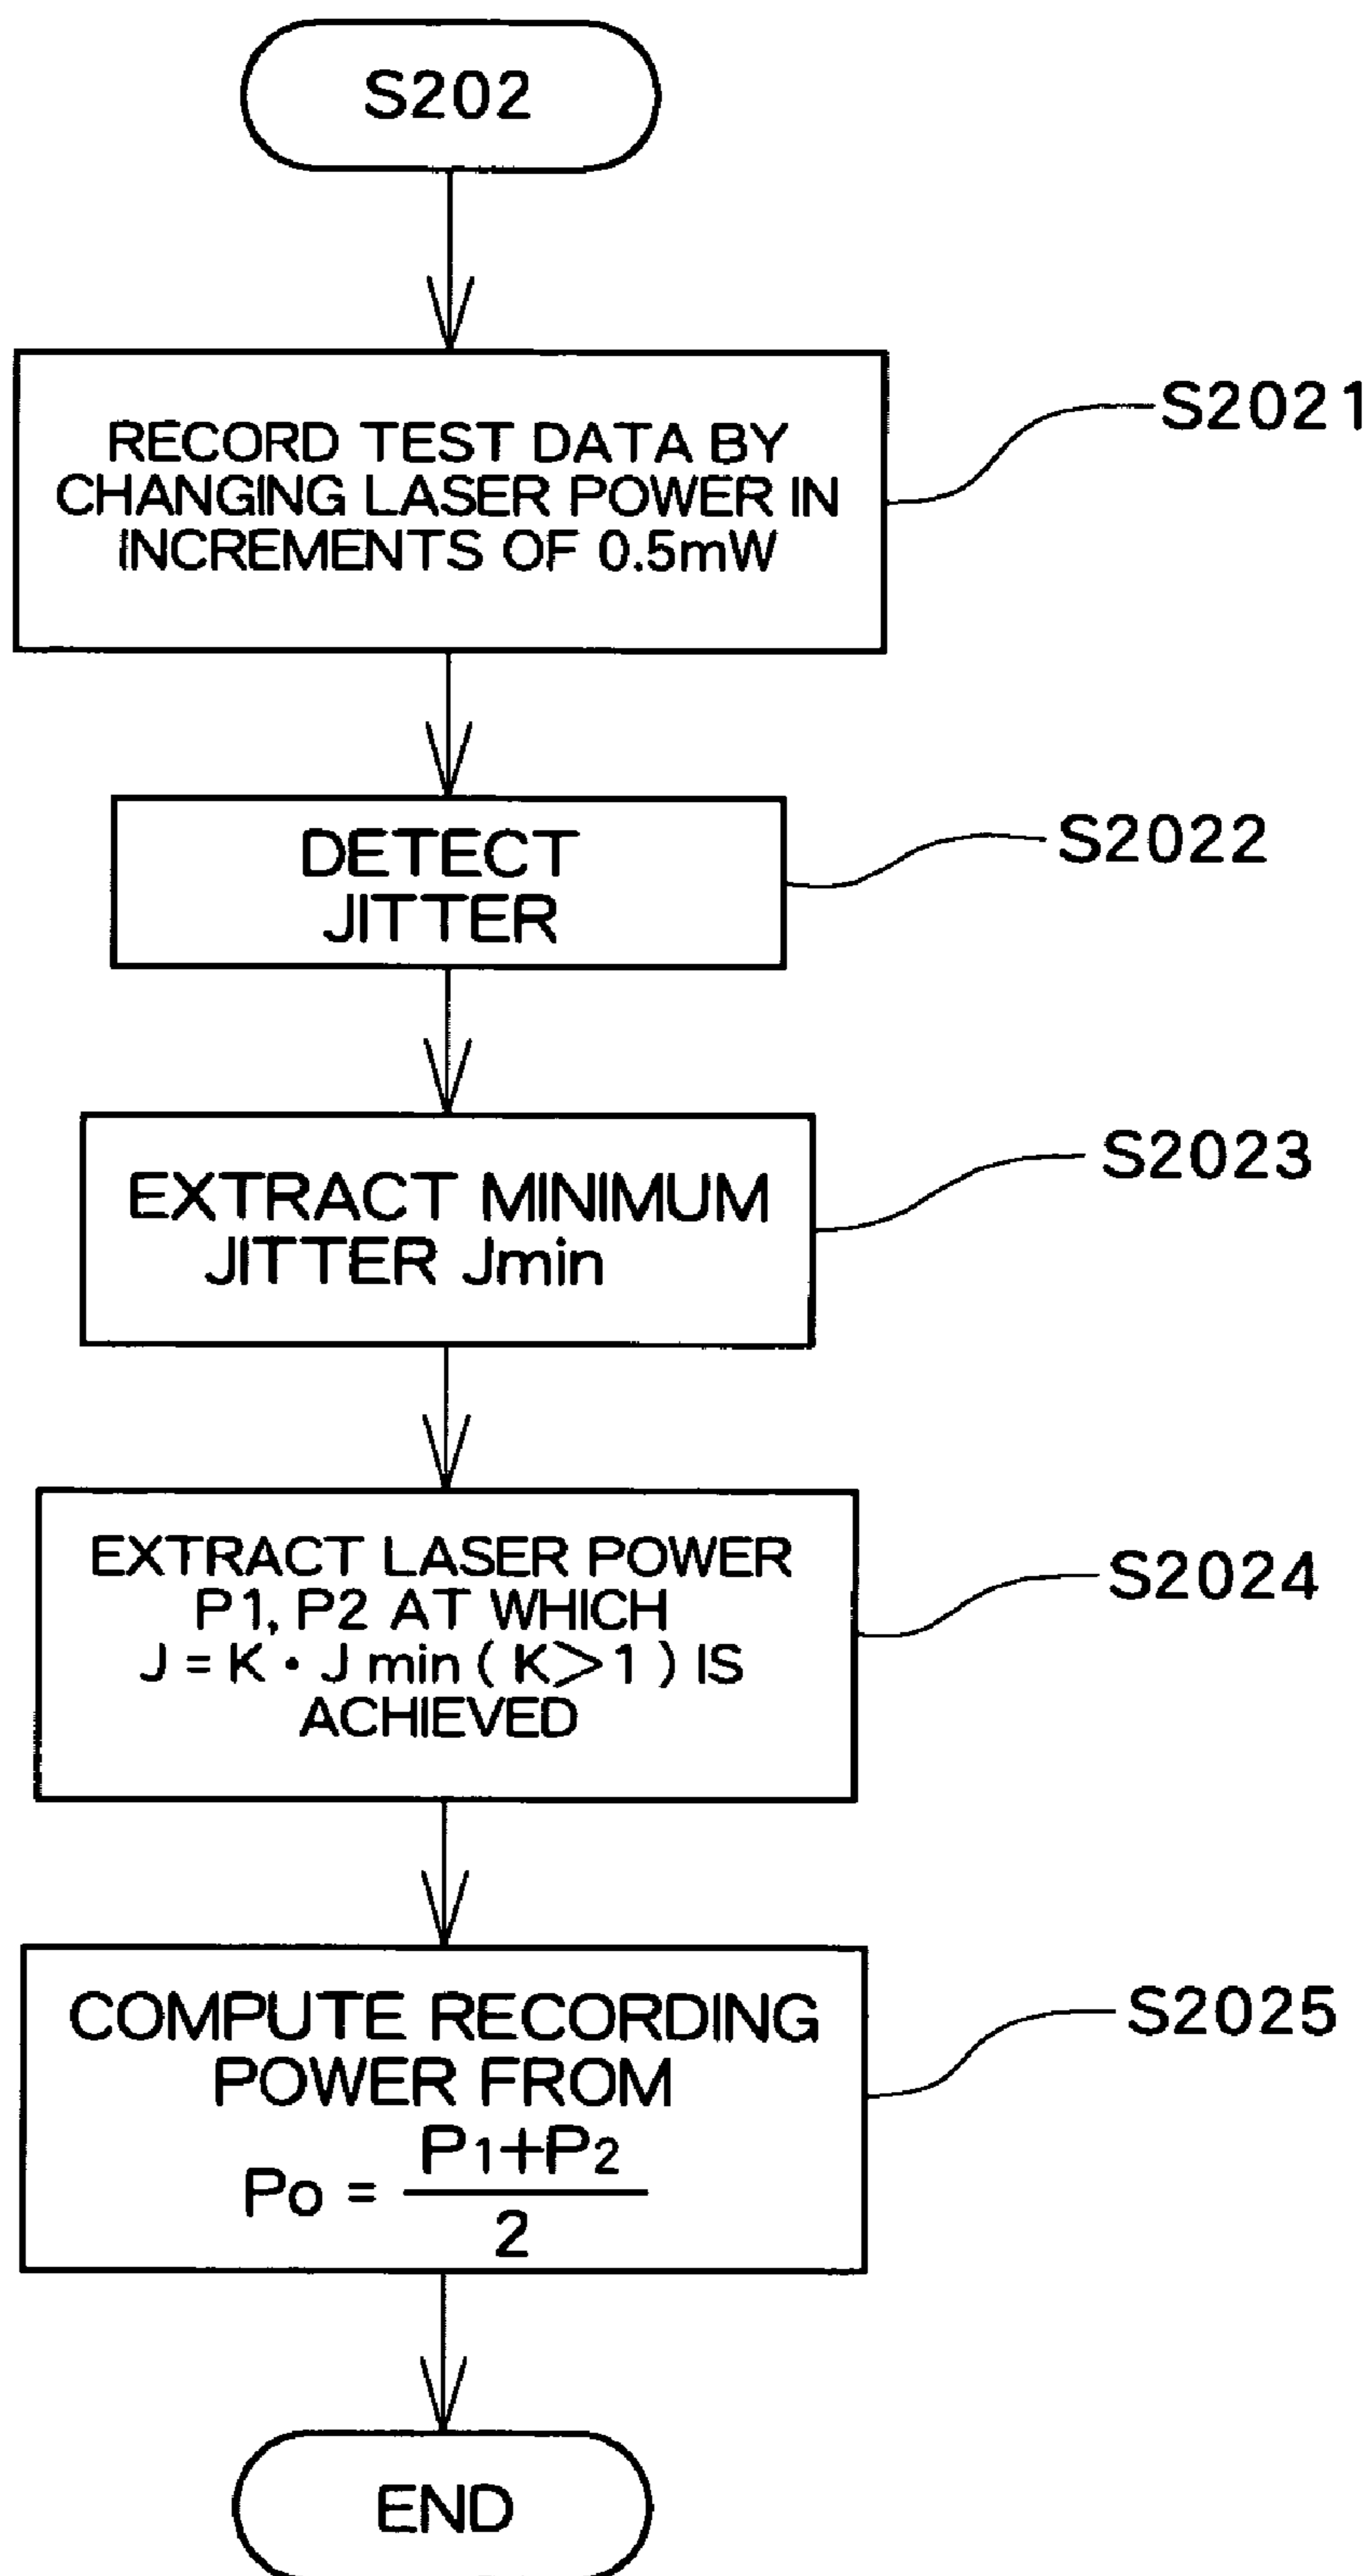 S202
RECORD TEST DATA BY
CHANGING LASER POWER IN
INCREMENTS OF 0.5mW
S2021
DETECT
JITTER
S2022
EXTRACT MINIMUM
JITTER Jmin
S2023
EXTRACT LASER POWER
P1, P2 AT WHICH
J = K · J min ( K>1 ) IS
ACHIEVED
S2024
COMPUTE RECORDING
POWER FROM
Po = P1+P2 / 2
S2025
END